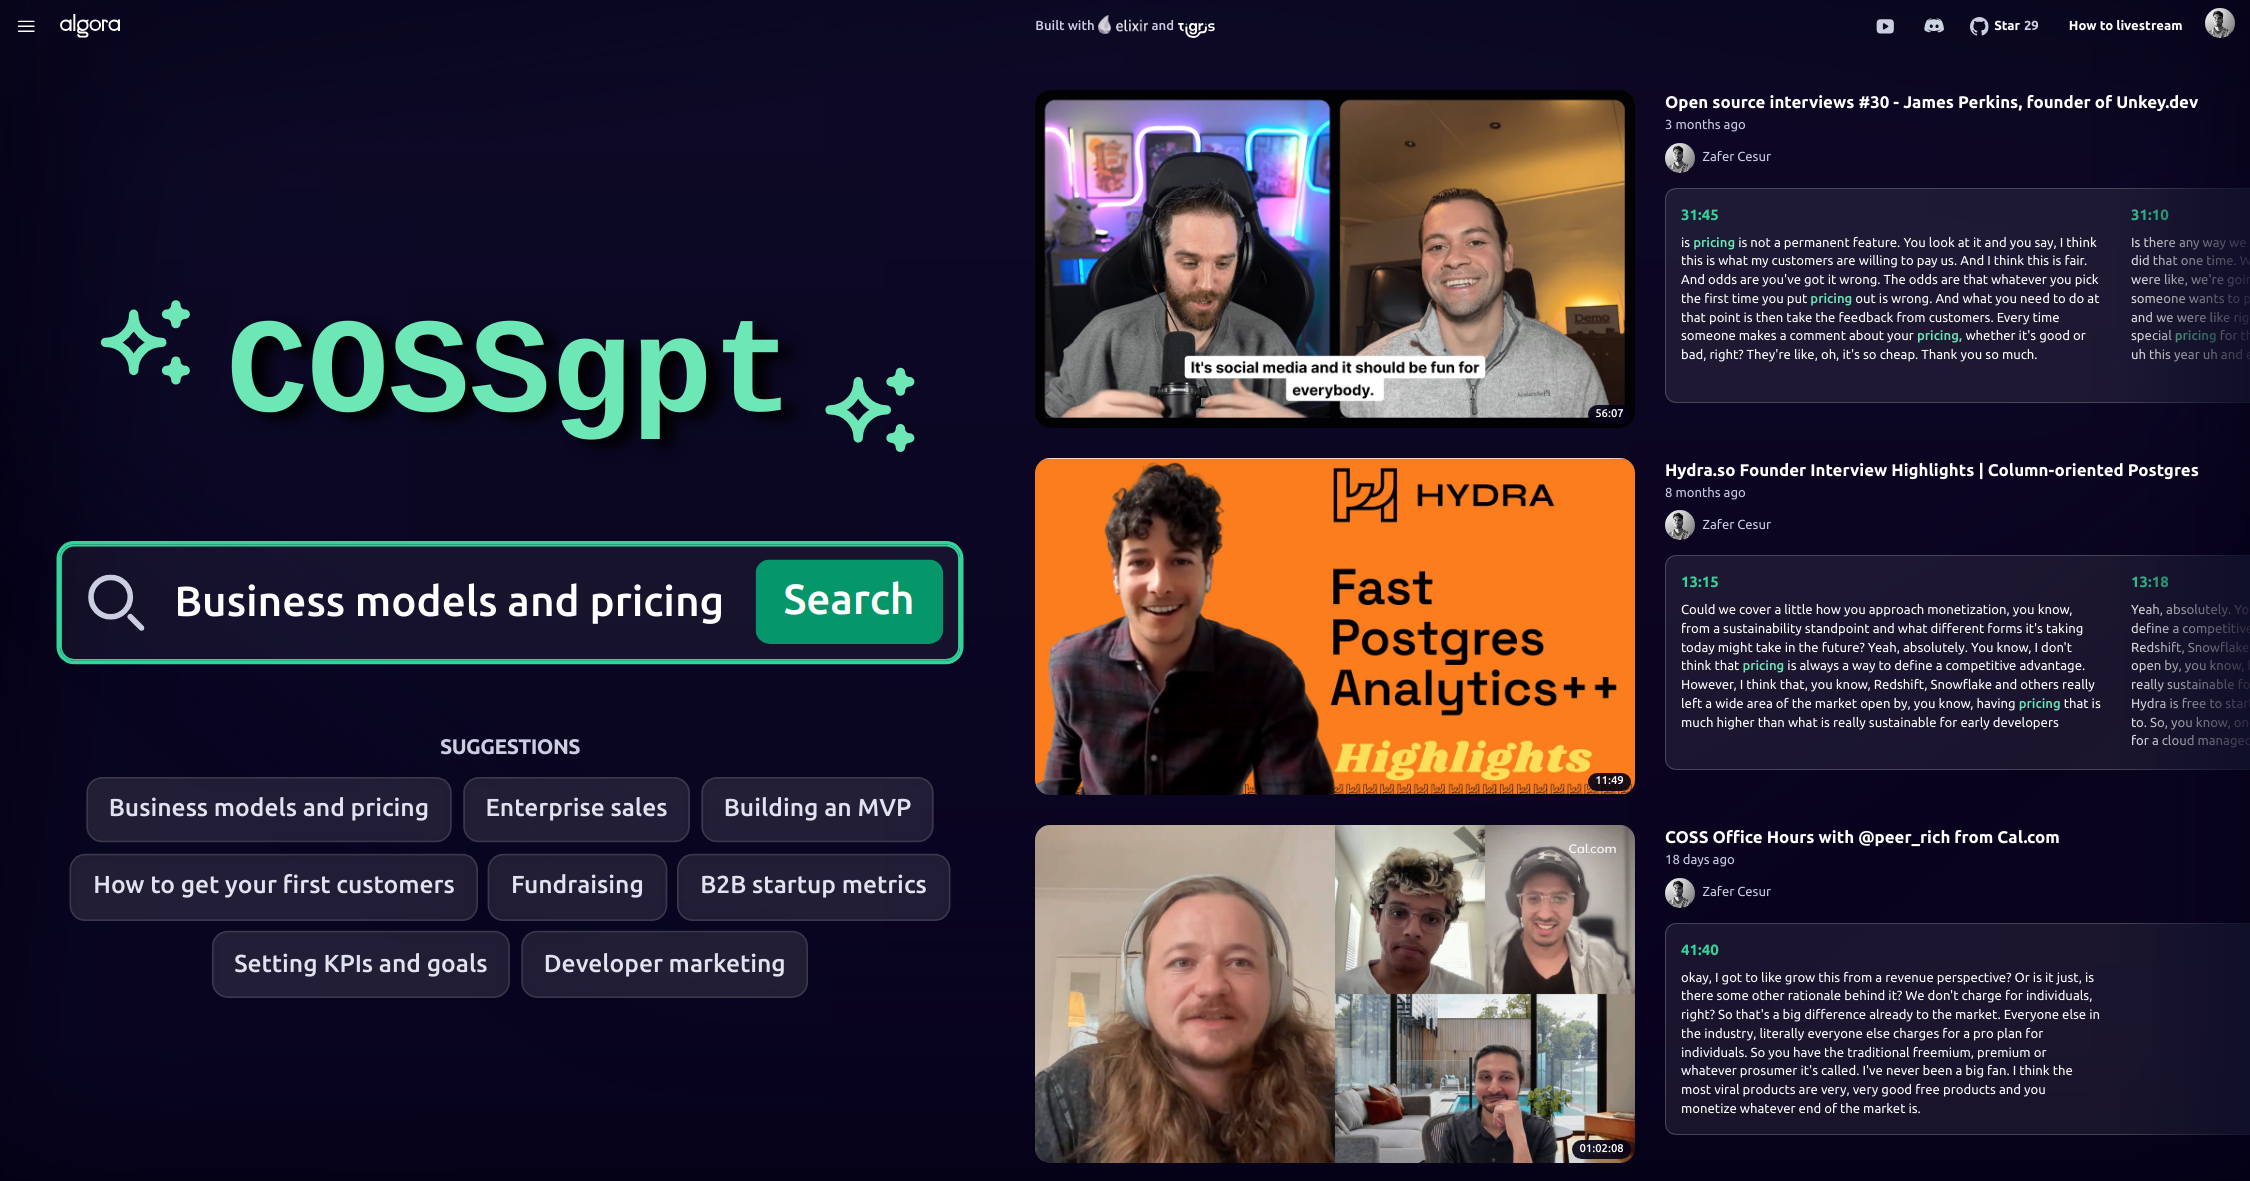 algora
Built with elixir and tigris
Star 29
How to livestream
COSSgpt
Business models and pricing
Search
SUGGESTIONS
Business models and pricing
Enterprise sales
Building an MVP
How to get your first customers
Fundraising
B2B startup metrics
Setting KPIs and goals
Developer marketing
Demo
It's social media and it should be fun for
everybody.
56:07
Open source interviews #30 - James Perkins, founder of Unkey.dev
3 months ago
Zafer Cesur
31:45
is pricing is not a permanent feature. You look at it and you say, I think
this is what my customers are willing to pay us. And I think this is fair.
And odds are you've got it wrong. The odds are that whatever you pick
the first time you put pricing out is wrong. And what you need to do at
that point is then take the feedback from customers. Every time
someone makes a comment about your pricing, whether it's good or
bad, right? They're like, oh, it's so cheap. Thank you so much.
31:10
Is there any way we
did that one time. W
were like, we're goin
someone wants to p
and we were like rig
special pricing for th
uh this year uh and e
HYDRA
Fast
Postgres
Analytics++
Highlights
11:49
Hydra.so Founder Interview Highlights | Column-oriented Postgres
8 months ago
Zafer Cesur
13:15
Could we cover a little how you approach monetization, you know,
from a sustainability standpoint and what different forms it's taking
today might take in the future? Yeah, absolutely. You know, I don't
think that pricing is always a way to define a competitive advantage.
However, I think that, you know, Redshift, Snowflake and others really
left a wide area of the market open by, you know, having pricing that is
much higher than what is really sustainable for early developers
13:18
Yeah, absolutely. Yo
define a competitive
Redshift, Snowflake
open by, you know,
really sustainable fo
Hydra is free to star
to. So, you know, on
for a cloud managed
Cal.com
01:02:08
COSS Office Hours with @peer_rich from Cal.com
18 days ago
Zafer Cesur
41:40
okay, I got to like grow this from a revenue perspective? Or is it just, is
there some other rationale behind it? We don't charge for individuals,
right? So that's a big difference already to the market. Everyone else in
the industry, literally everyone else charges for a pro plan for
individuals. So you have the traditional freemium, premium or
whatever prosumer it's called. I've never been a big fan. I think the
most viral products are very, very good free products and you
monetize whatever end of the market is.